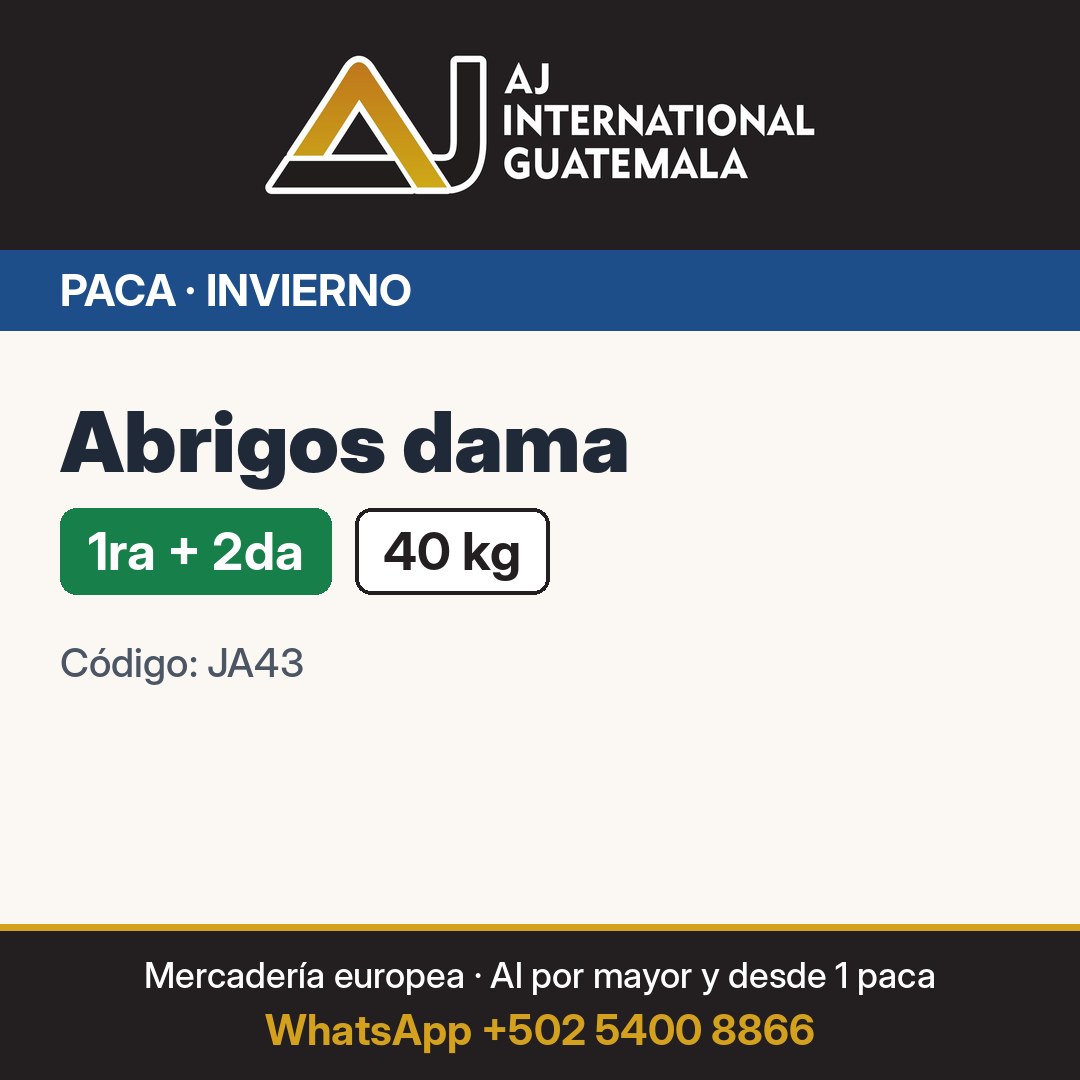 AJ
AJ
INTERNATIONAL
GUATEMALA
PACA · INVIERNO
Abrigos dama
1ra + 2da
40 kg
Código: JA43
Mercadería europea · Al por mayor y desde 1 paca
WhatsApp +502 5400 8866